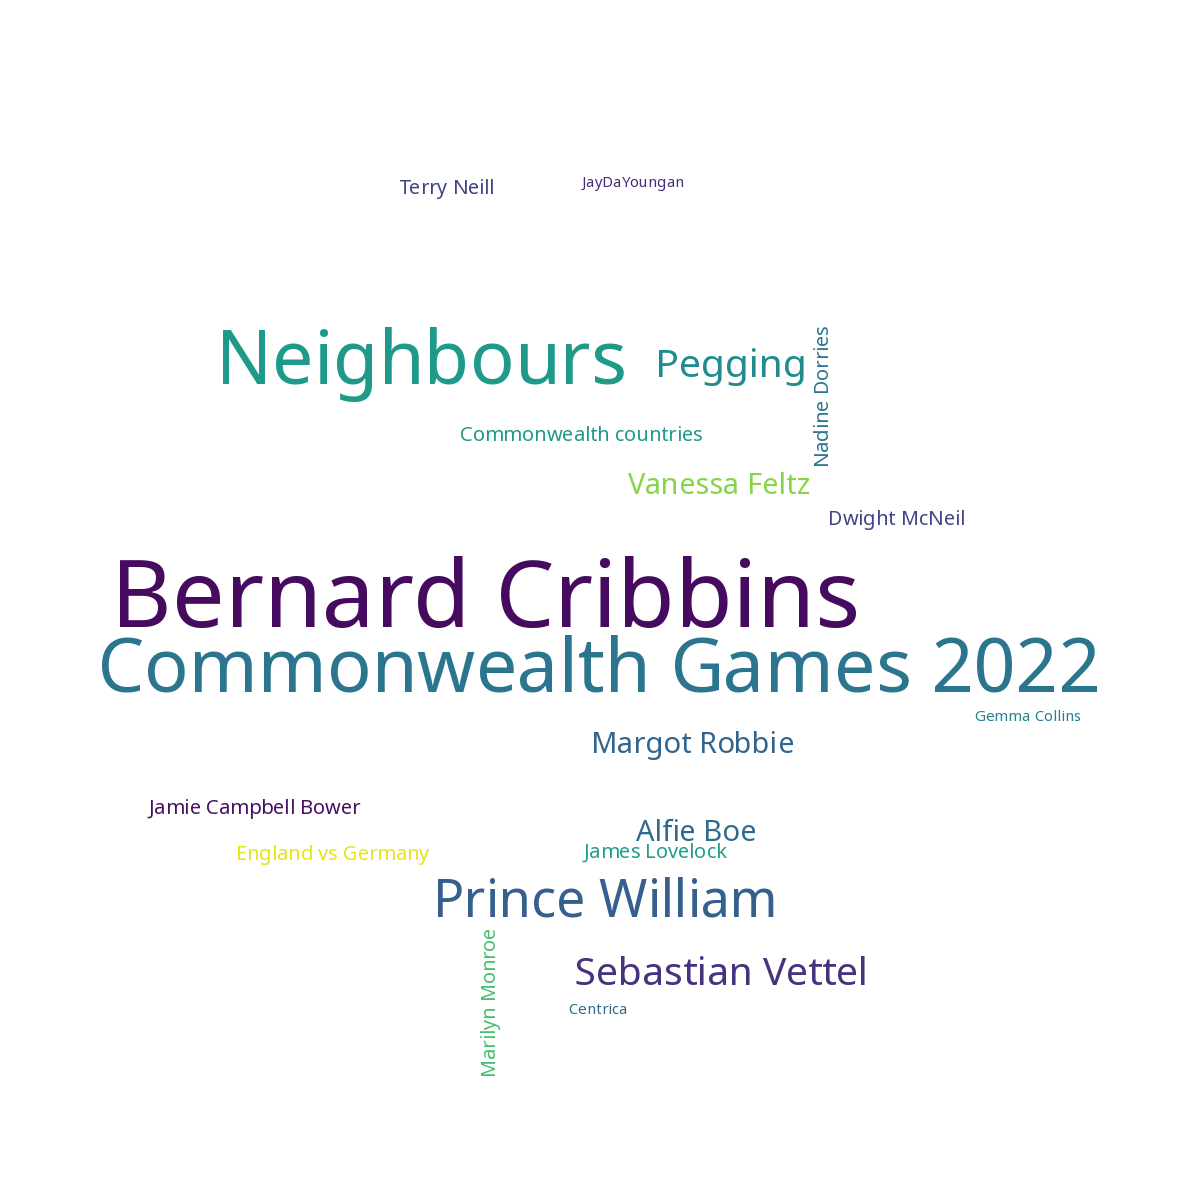 Terry Neill
JayDaYoungan
Neighbours
Pegging
Nadine Dorries
Commonwealth countries
Vanessa Feltz
Dwight McNeil
Bernard Cribbins
Commonwealth Games 2022
Gemma Collins
Margot Robbie
Jamie Campbell Bower
Alfie Boe
England vs Germany
James Lovelock
Prince William
Marilyn Monroe
Sebastian Vettel
Centrica